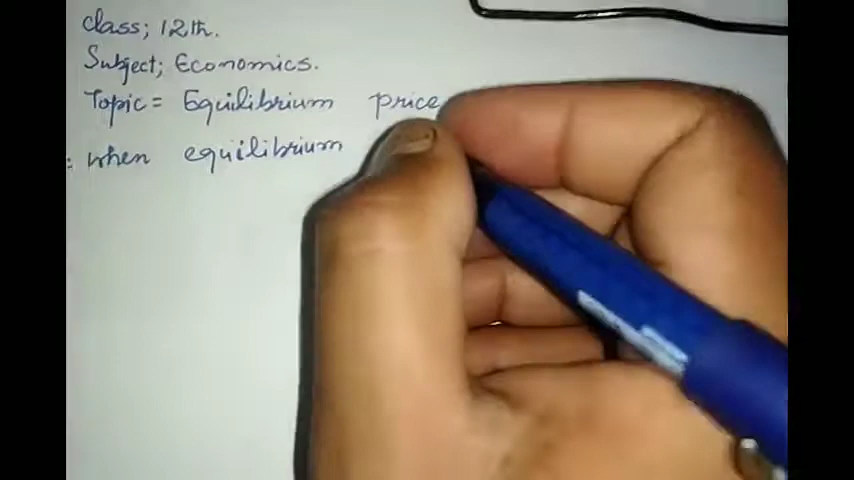 class; 12th.
Subject; Economics.
Topic = Equilibrium price
: when equilibrium